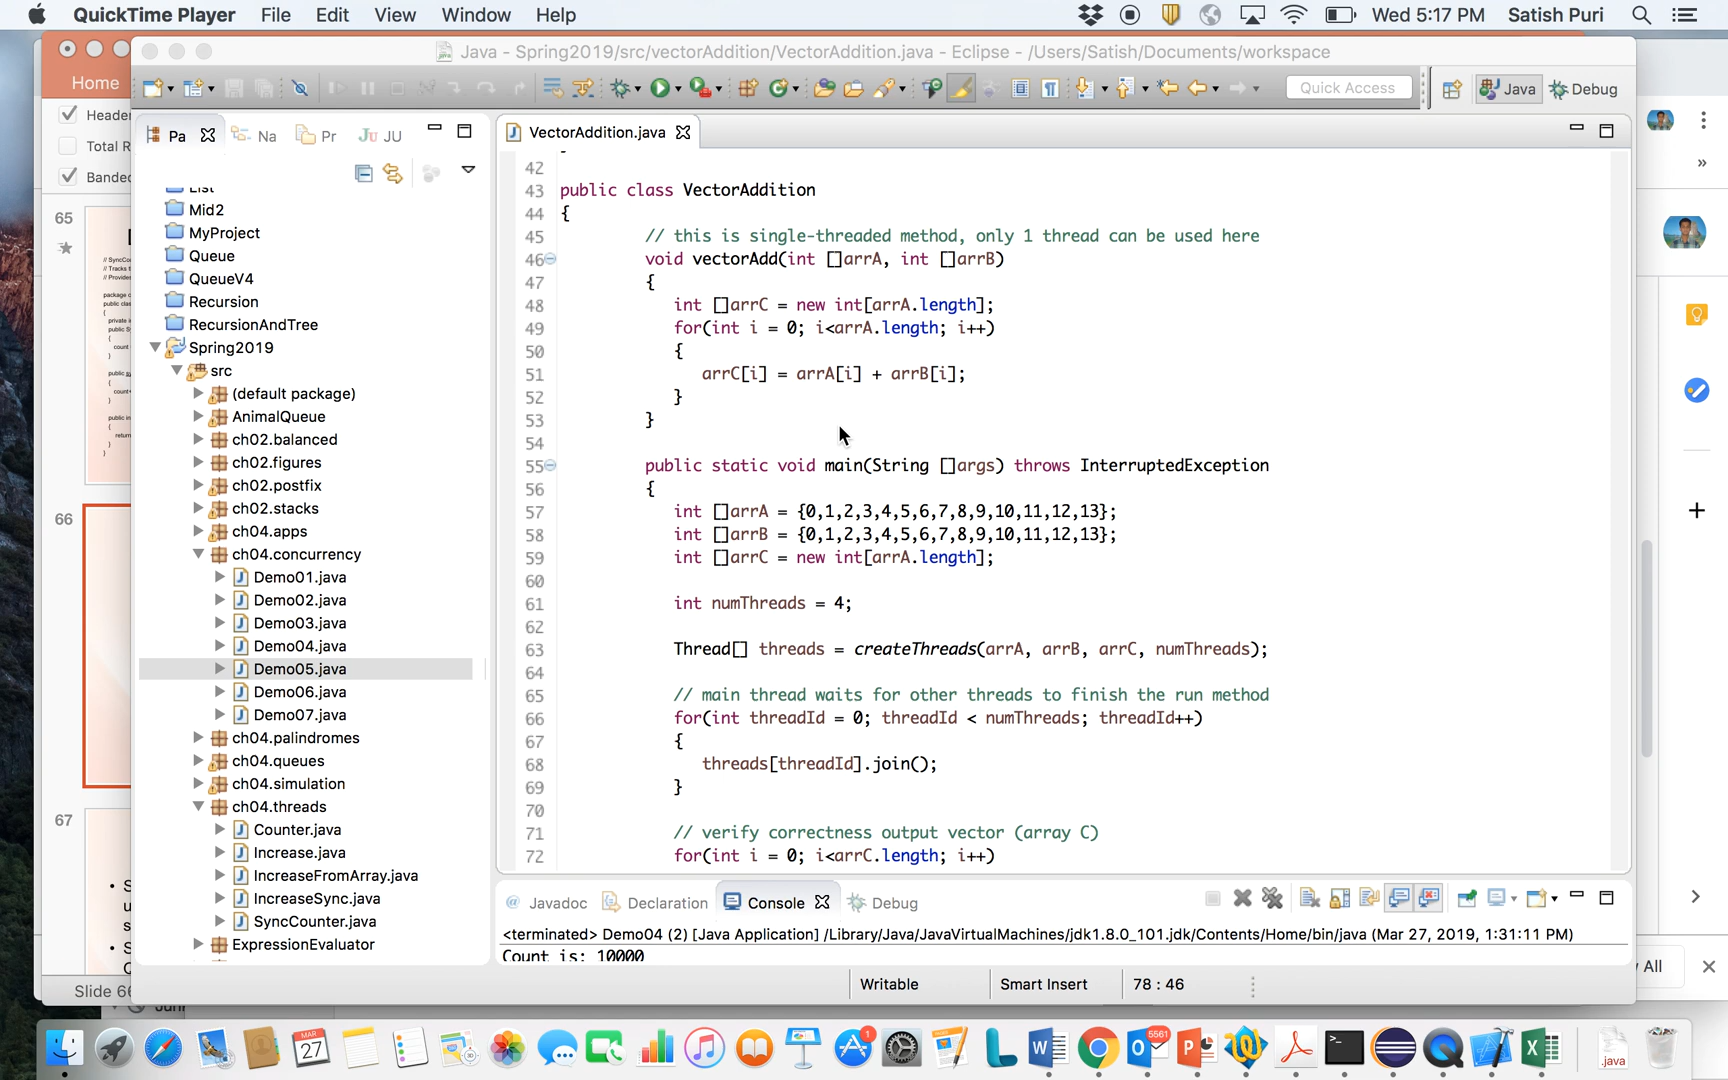 QuickTime Player File Edit View Window Help Wed 5:17 PM Satish Puri
Java - Spring2019/src/vectorAddition/VectorAddition.java - Eclipse - /Users/Satish/Documents/workspace
Home
Quick Access
Java
Debug
Header
Total R
Banded
65
66
67
Pa
Na
Pr
JU
List
Mid2
MyProject
Queue
QueueV4
Recursion
RecursionAndTree
Spring2019
src
(default package)
AnimalQueue
ch02.balanced
ch02.figures
ch02.postfix
ch02.stacks
ch04.apps
ch04.concurrency
Demo01.java
Demo02.java
Demo03.java
Demo04.java
Demo05.java
Demo06.java
Demo07.java
ch04.palindromes
ch04.queues
ch04.simulation
ch04.threads
Counter.java
Increase.java
IncreaseFromArray.java
IncreaseSync.java
SyncCounter.java
ExpressionEvaluator
VectorAddition.java
42
43 public class VectorAddition
44 {
45 // this is single-threaded method, only 1 thread can be used here
46 void vectorAdd(int []arrA, int []arrB)
47 {
48 int []arrC = new int[arrA.length];
49 for(int i = 0; i<arrA.length; i++)
50 {
51 arrC[i] = arrA[i] + arrB[i];
52 }
53 }
54
55 public static void main(String []args) throws InterruptedException
56 {
57 int []arrA = {0,1,2,3,4,5,6,7,8,9,10,11,12,13};
58 int []arrB = {0,1,2,3,4,5,6,7,8,9,10,11,12,13};
59 int []arrC = new int[arrA.length];
60
61 int numThreads = 4;
62
63 Thread[] threads = createThreads(arrA, arrB, arrC, numThreads);
64
65 // main thread waits for other threads to finish the run method
66 for(int threadId = 0; threadId < numThreads; threadId++)
67 {
68 threads[threadId].join();
69 }
70
71 // verify correctness output vector (array C)
72 for(int i = 0; i<arrC.length; i++)
Javadoc Declaration Console Debug
<terminated> Demo04 (2) [Java Application] /Library/Java/JavaVirtualMachines/jdk1.8.0_101.jdk/Contents/Home/bin/java (Mar 27, 2019, 1:31:11 PM)
Count is: 10000
Writable Smart Insert 78 : 46
Slide 66
All
MAR
27
1
5561
.java